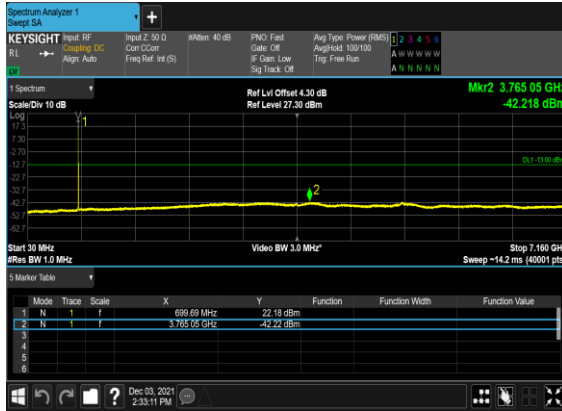 Spectrum Analyzer 1
Swept SA
+
KEYSIGHT Input: RF Input Z: 50 Ω #Atten: 40 dB PNO: Fast Avg Type: Power (RMS) 1 2 3 4 5 6
RL Coupling: DC Corr CCorr Gate: Off Avg|Hold: 100/100 A W W W W W
Align: Auto Freq Ref: Int (S) IF Gain: Low Trig: Free Run
LU Sig Track: Off A N N N N N
1 Spectrum Ref Lvl Offset 4.30 dB Mkr2 3.765 05 GHz
Scale/Div 10 dB Ref Level 27.30 dBm -42.218 dBm
Log
17.3
7.30
-2.70
-12.7
-22.7
-32.7
-42.7
-52.7
-62.7
1
DL1 -13.00 dBm
2
Start 30 MHz Video BW 3.0 MHz* Stop 7.160 GHz
#Res BW 1.0 MHz Sweep ~14.2 ms (40001 pts)
5 Marker Table
Mode Trace Scale X Y Function Function Width Function Value
1 N 1 f 699.69 MHz 22.18 dBm
2 N 1 f 3.765 05 GHz -42.22 dBm
3
4
5
6
? Dec 03, 2021
2:33:11 PM